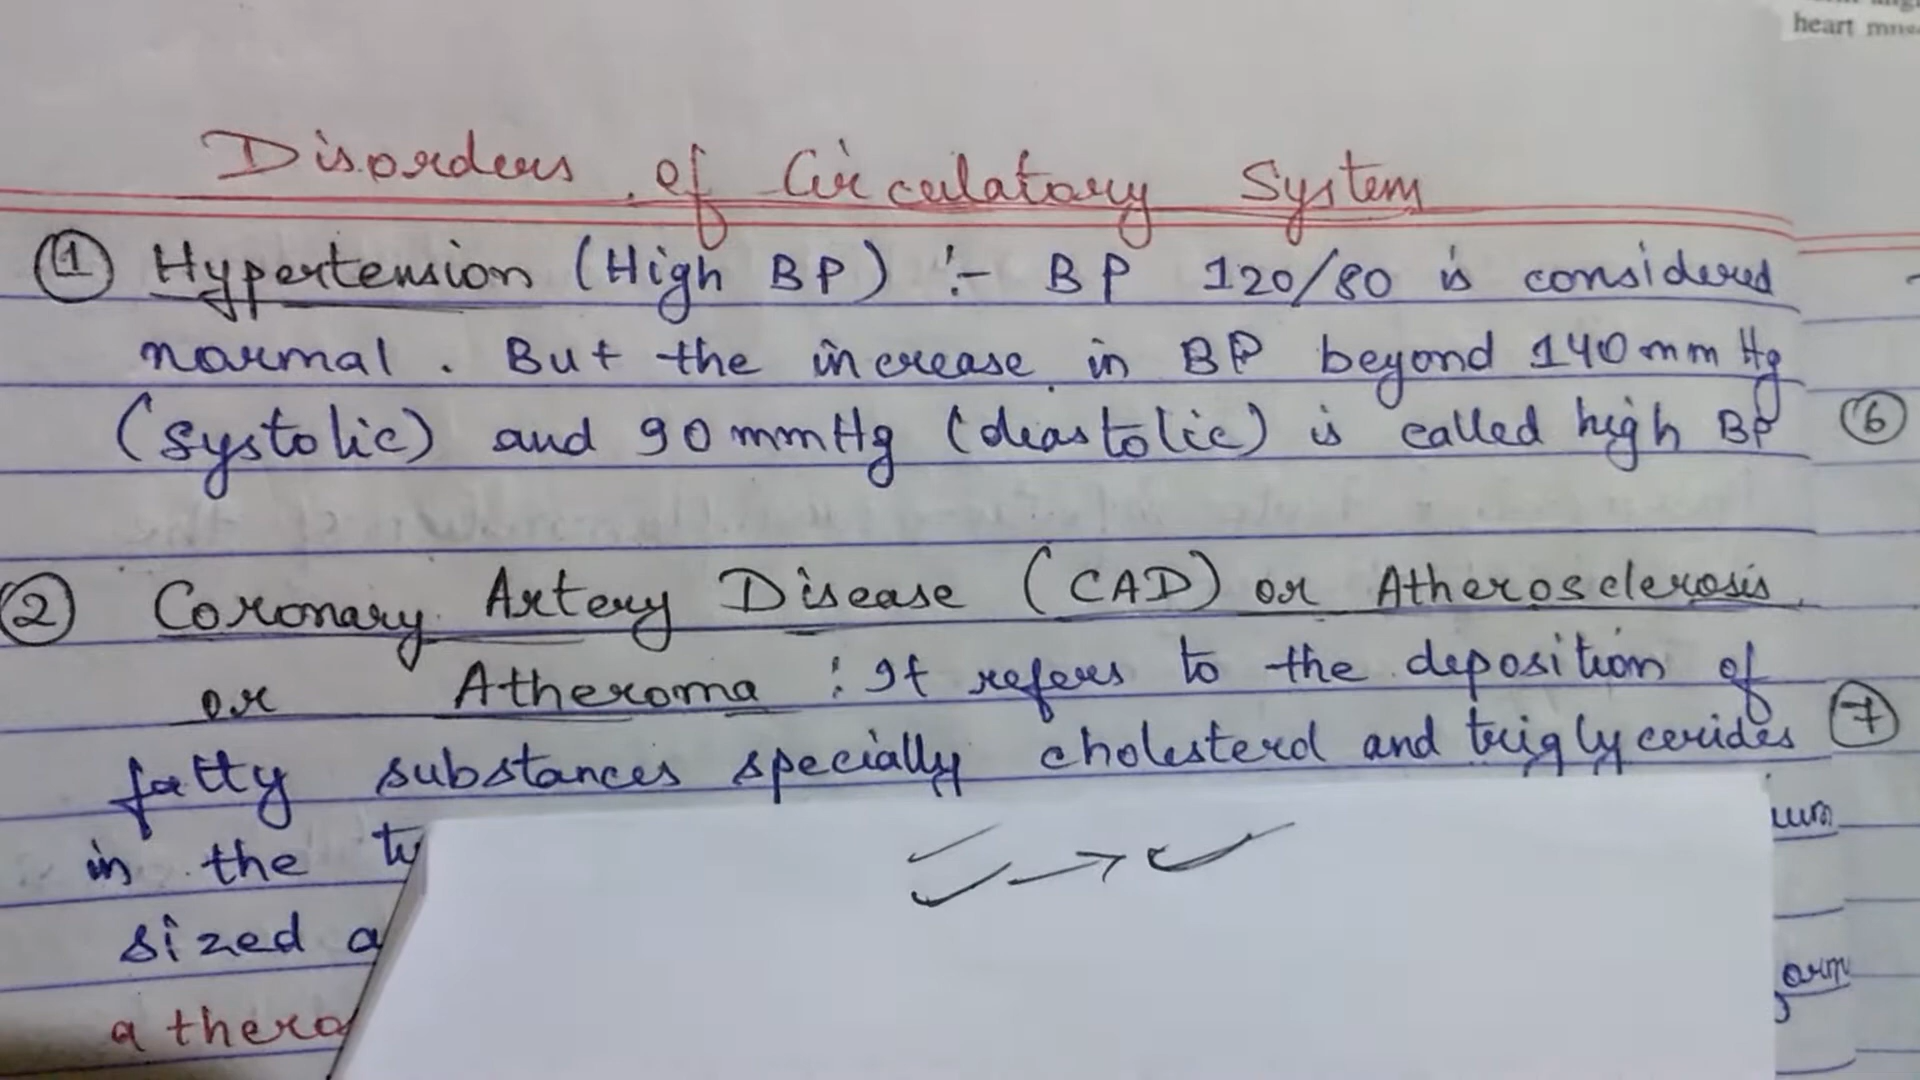 heart
Disorders of Circulatory System
① Hypertension (High BP) :- BP 120/80 is considered
normal. But the increase in BP beyond 140 mm Hg
(systolic) and 90 mmHg (diastolic) is called high BP
② Coronary Artery Disease (CAD) or Atherosclerosis
or Atheroma : It refers to the deposition of
fatty substances specially cholesterol and triglycerides
in the
sized a
athero
⑥
⑦
arm